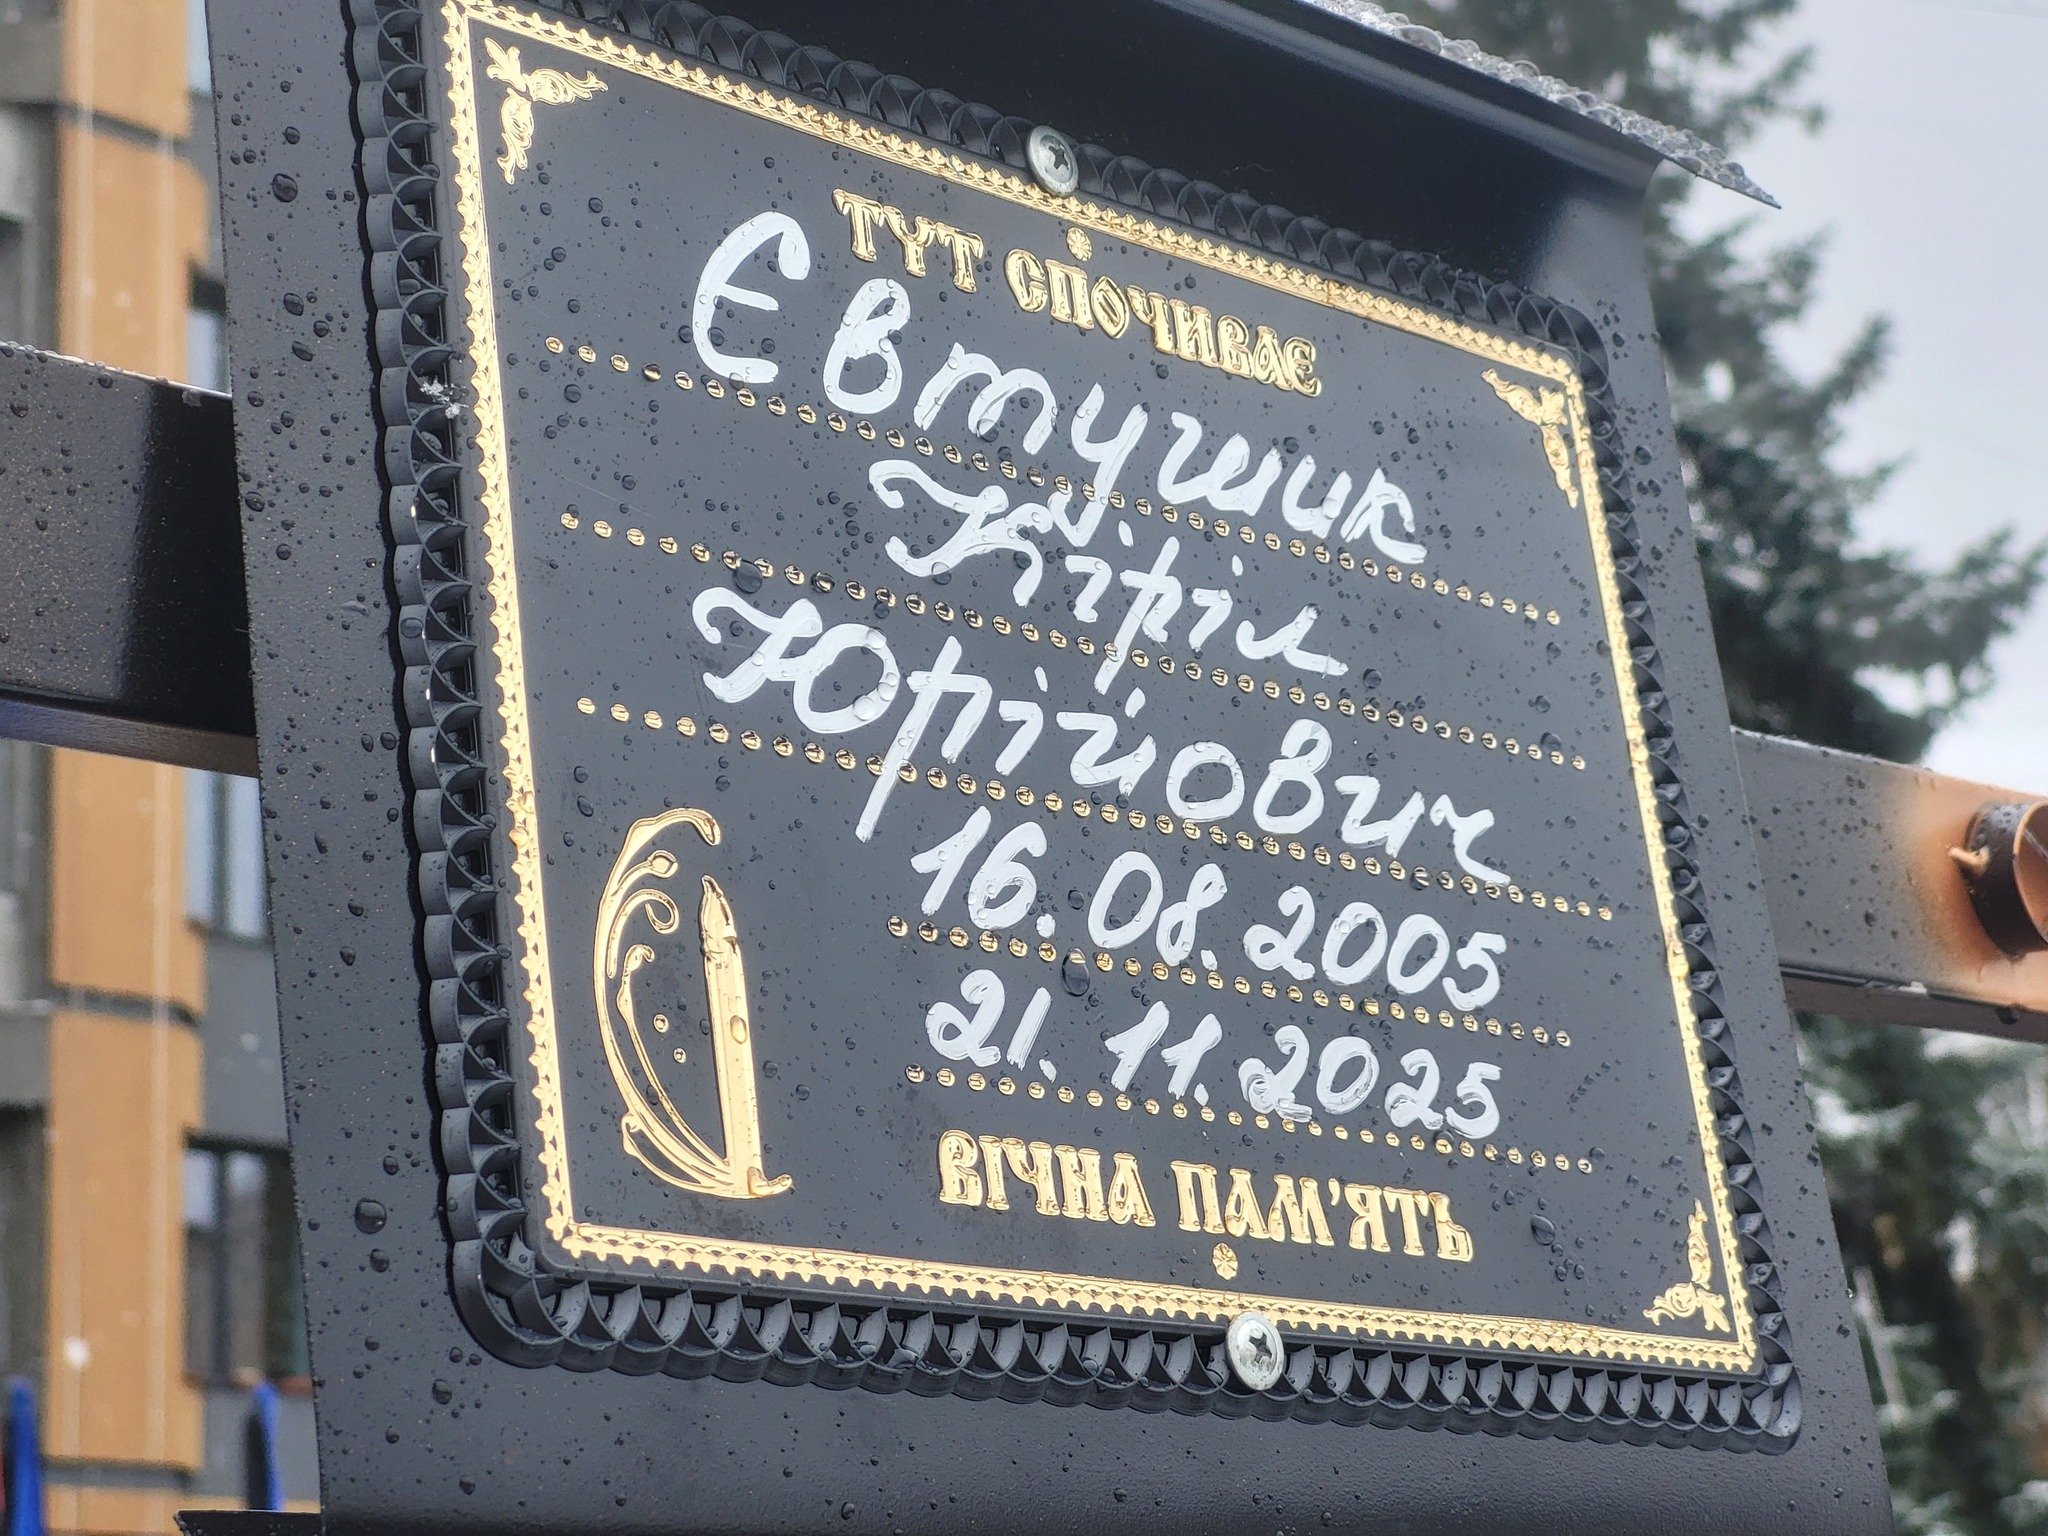 ТУТ СПОЧИВАЄ
Євтушик
Кіріл
Юрійович
16.08.2005
21.11.2025
ВІЧНА ПАМ'ЯТЬ